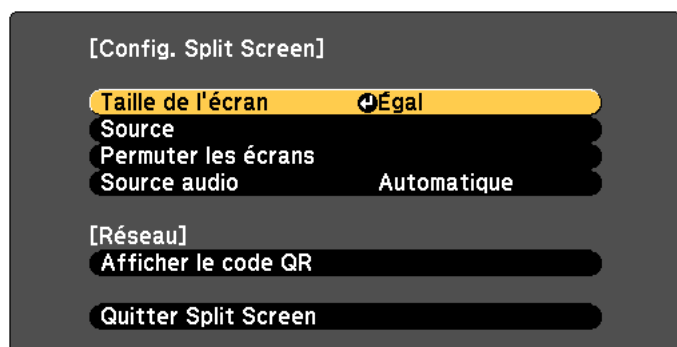 [Config. Split Screen]
Taille de l'écran Égal
Source
Permuter les écrans
Source audio Automatique
[Réseau]
Afficher le code QR
Quitter Split Screen